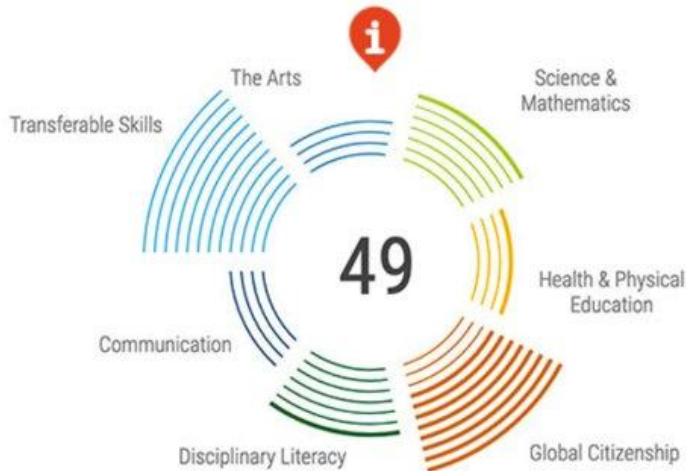 i
The Arts
Science &
Mathematics
Transferable Skills
49
Health & Physical
Education
Communication
Disciplinary Literacy
Global Citizenship